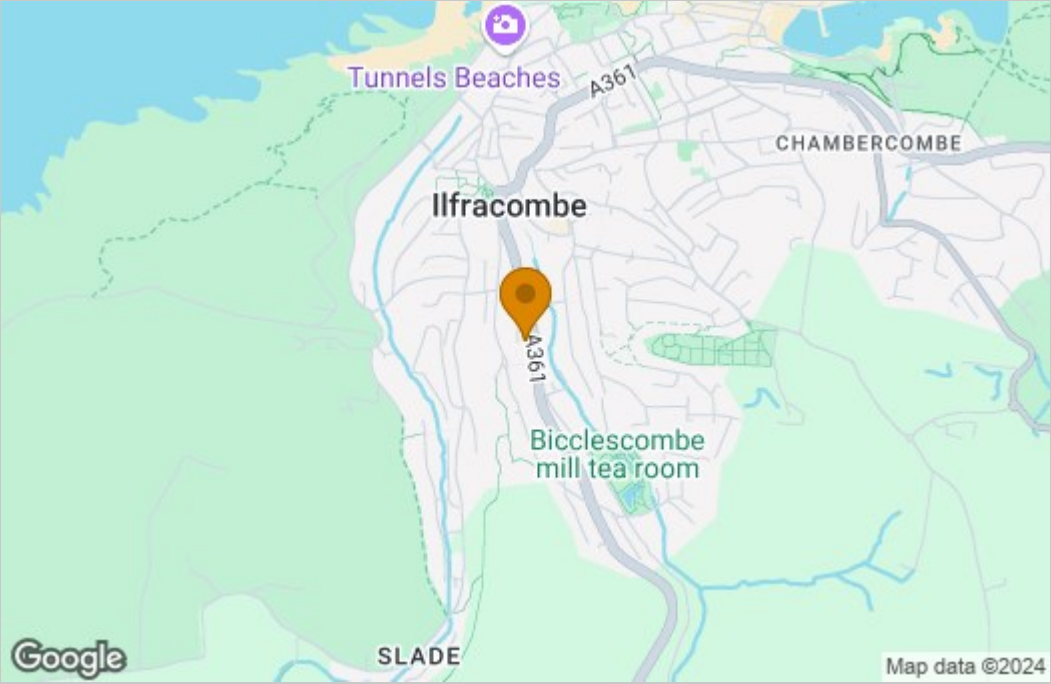 Tunnels Beaches
A361
CHAMBERCOMBE
Ilfracombe
A361
Bicclescombe
mill tea room
SLADE
Google
Map data ©2024